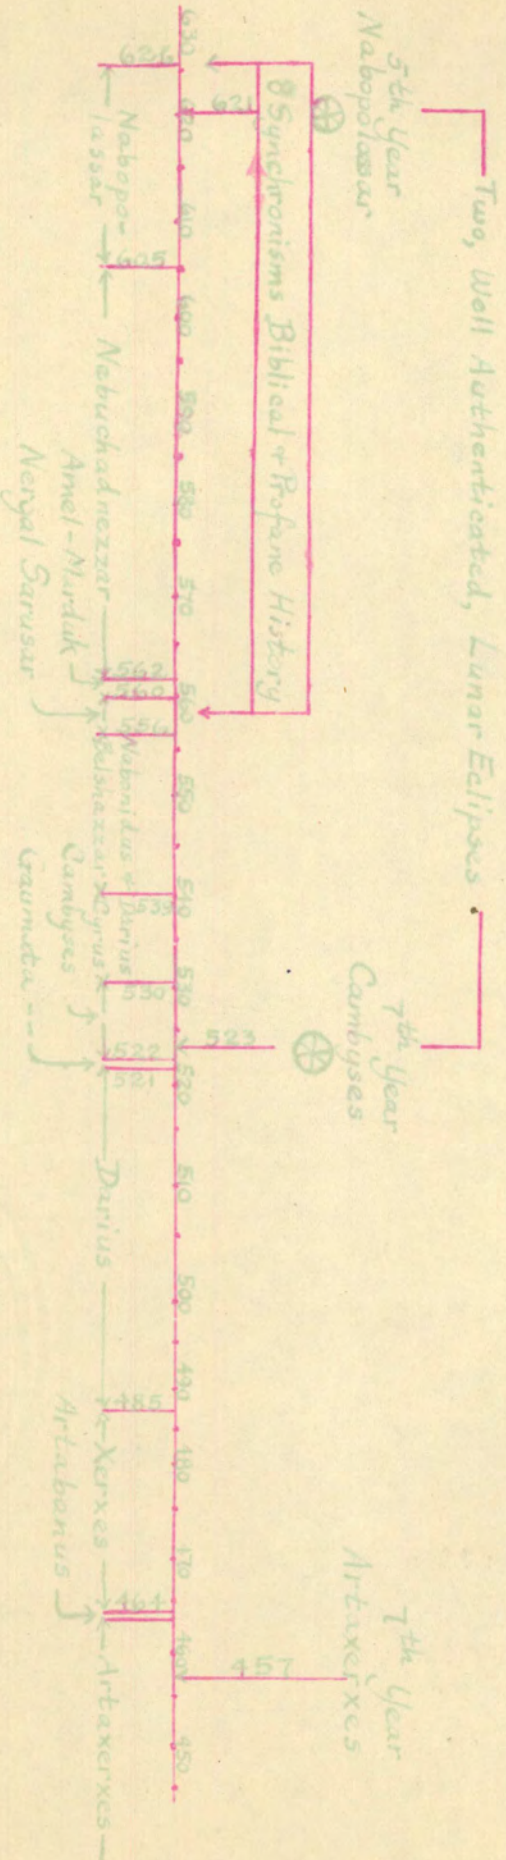 Two, Well Authenticated, Lunar Eclipses
5th Year
Nabopolassar
7th Year
Cambyses
7th Year
Artaxerxes
8 Synchronisms Biblical + Profane History
621
523
457
630
620
610
600
590
580
570
560
550
540
530
520
510
500
490
480
470
460
450
626
605
562
560
556
522
521
485
464
Nabopo-
lassar
Nebuchadnezzar
Amel-Marduk
Nergal Sarusar
Nabonidus + Darius
Belshazzar
Cyrus
Cambyses
Gaumata
Darius
Xerxes
Artabanus
Artaxerxes